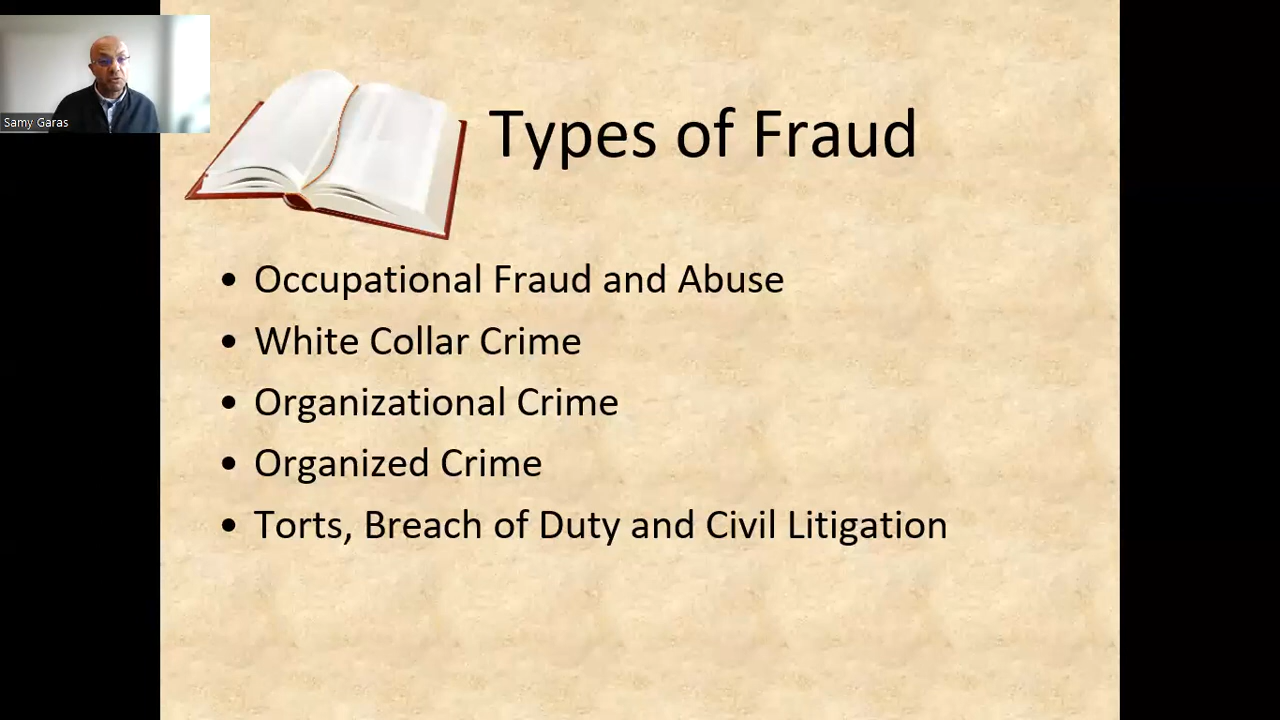 Samy Garas
Types of Fraud
• Occupational Fraud and Abuse
• White Collar Crime
• Organizational Crime
• Organized Crime
• Torts, Breach of Duty and Civil Litigation